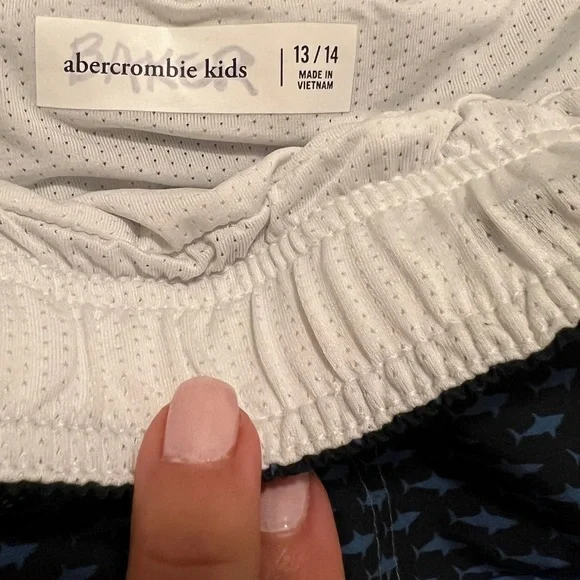 BAKER
abercrombie kids
13 / 14
MADE IN
VIETNAM